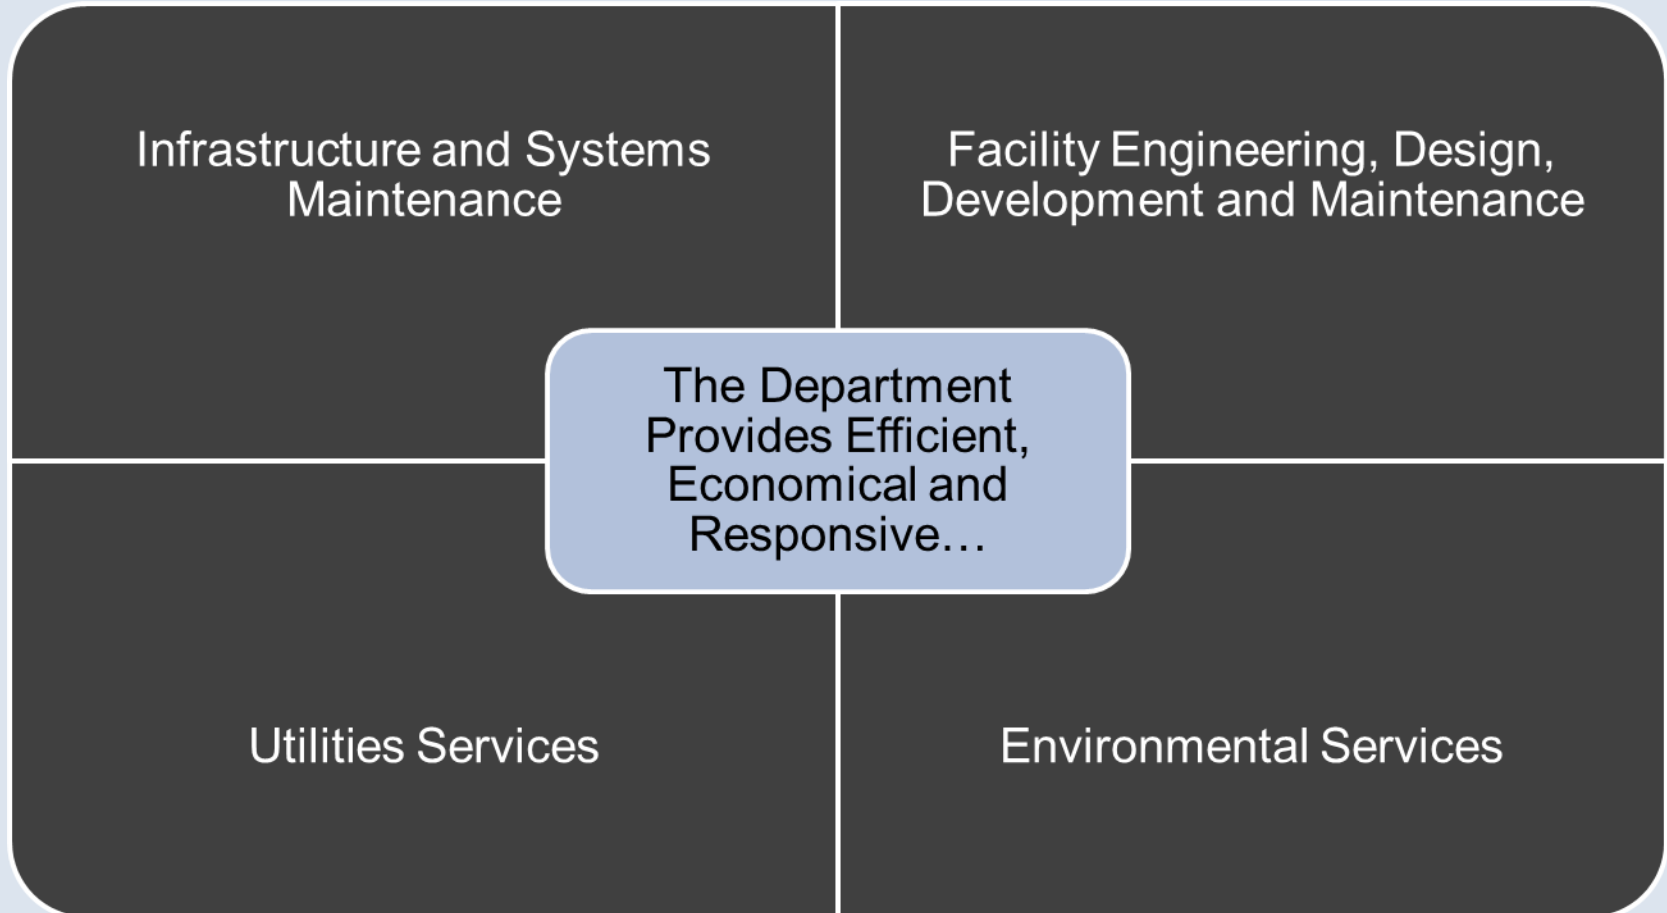 Infrastructure and Systems
Maintenance
Facility Engineering, Design,
Development and Maintenance
The Department
Provides Efficient,
Economical and
Responsive…
Utilities Services
Environmental Services